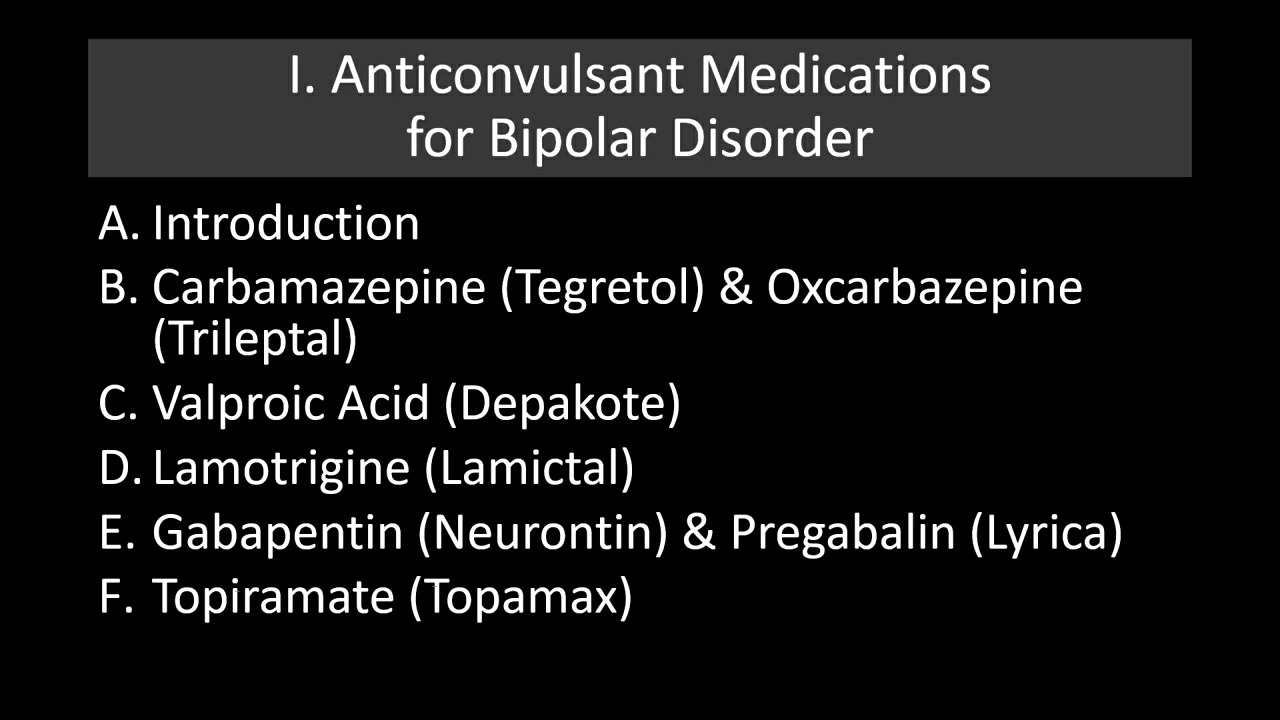 I. Anticonvulsant Medications
for Bipolar Disorder
A. Introduction
B. Carbamazepine (Tegretol) & Oxcarbazepine
(Trileptal)
C. Valproic Acid (Depakote)
D. Lamotrigine (Lamictal)
E. Gabapentin (Neurontin) & Pregabalin (Lyrica)
F. Topiramate (Topamax)